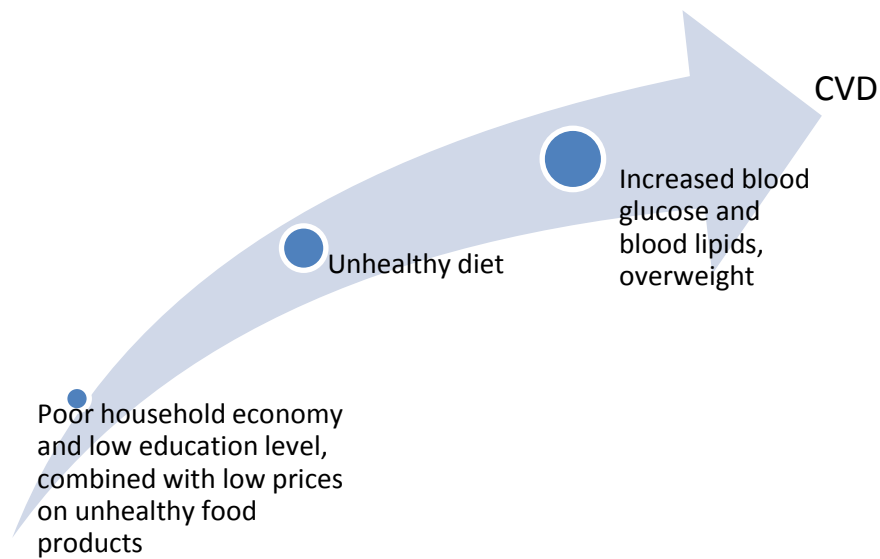 CVD
Increased blood
glucose and
blood lipids,
overweight
Unhealthy diet
Poor household economy
and low education level,
combined with low prices
on unhealthy food
products